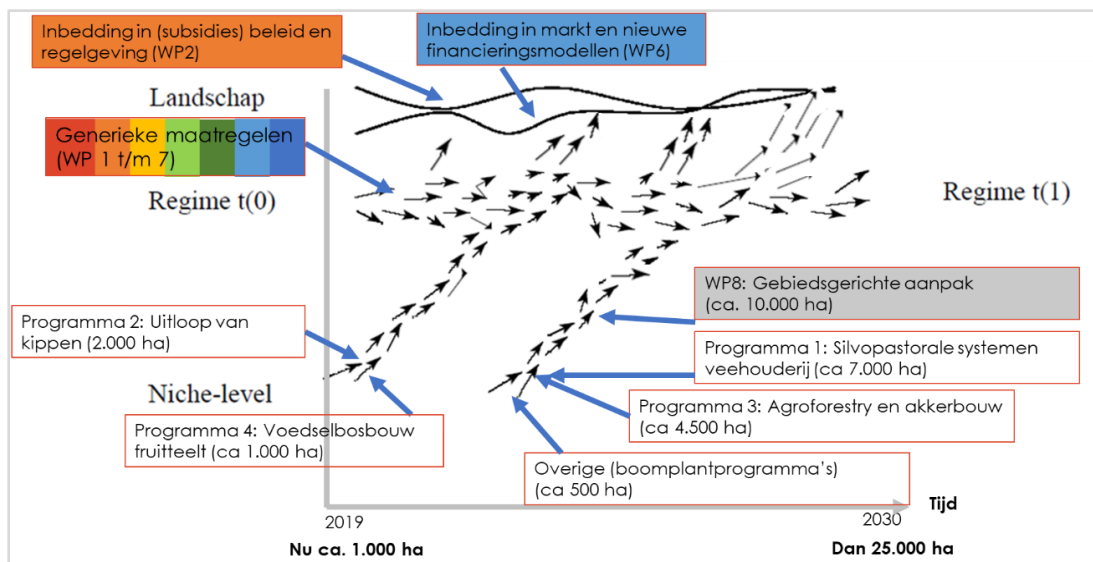 Inbedding in (subsidies) beleid en
regelgeving (WP2)
Inbedding in markt en nieuwe
financieringsmodellen (WP6)
Landschap
Generieke maatregelen
(WP 1 t/m 7)
Regime t(0)
Regime t(1)
WP8: Gebiedsgerichte aanpak
(ca. 10.000 ha)
Programma 2: Uitloop van
kippen (2.000 ha)
Programma 1: Silvopastorale systemen
veehouderij (ca 7.000 ha)
Niche-level
Programma 3: Agroforestry en akkerbouw
(ca 4.500 ha)
Programma 4: Voedselbosbouw
fruitteelt (ca 1.000 ha)
Overige (boomplantprogramma's)
(ca 500 ha)
Tijd
2019
2030
Nu ca. 1.000 ha
Dan 25.000 ha